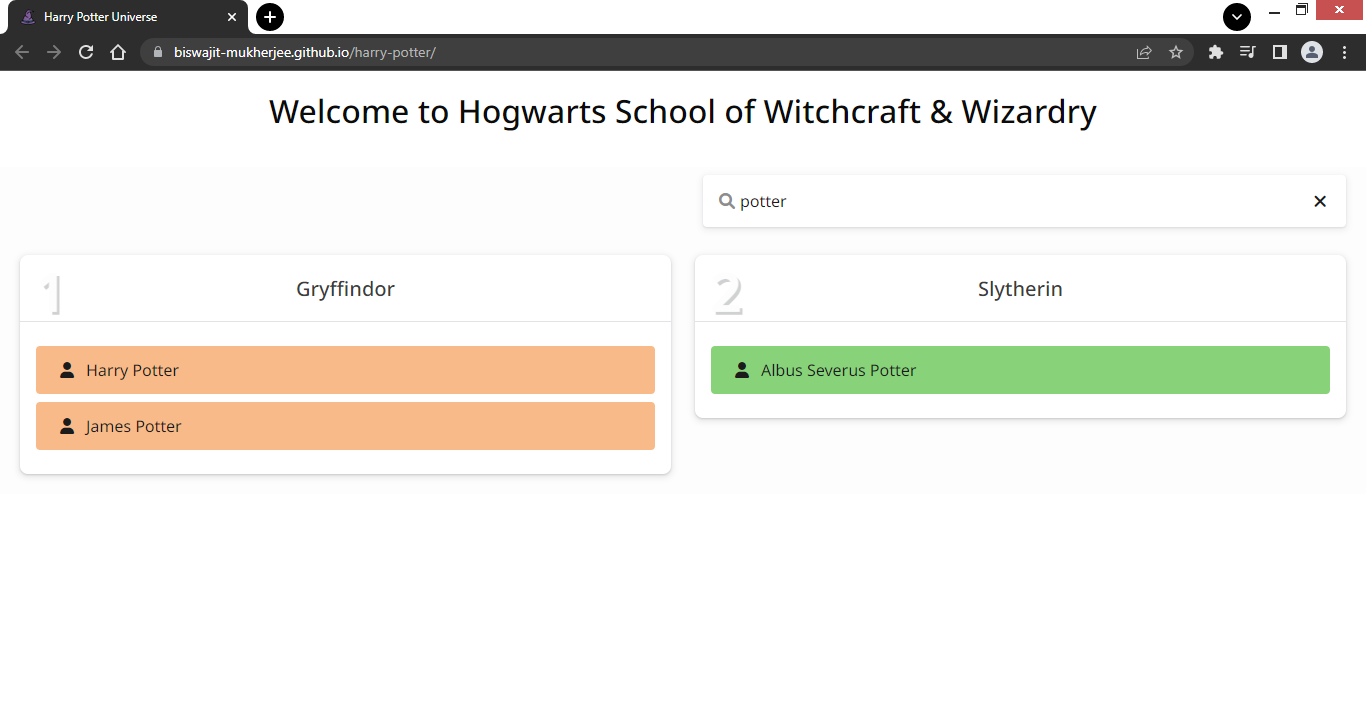 Harry Potter Universe
biswajit-mukherjee.github.io/harry-potter/
Welcome to Hogwarts School of Witchcraft & Wizardry
potter
1
Gryffindor
Harry Potter
James Potter
2
Slytherin
Albus Severus Potter